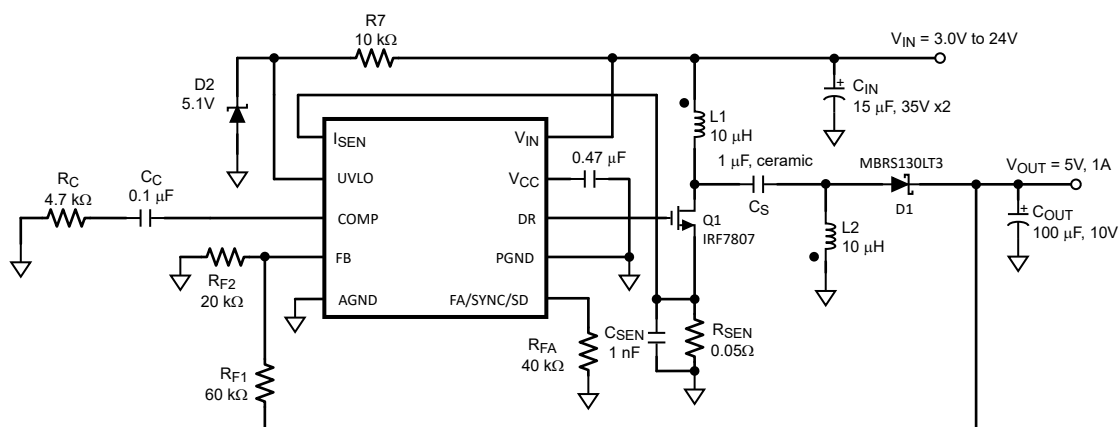 R7
10 kΩ
VIN = 3.0V to 24V
D2
5.1V
CIN
15 µF, 35V x2
L1
10 µH
ISEN
VIN
UVLO
VCC
0.47 µF
COMP
DR
FB
PGND
AGND
FA/SYNC/SD
1 µF, ceramic
CS
MBRS130LT3
D1
VOUT = 5V, 1A
RC
4.7 kΩ
CC
0.1 µF
Q1
IRF7807
L2
10 µH
COUT
100 µF, 10V
RF2
20 kΩ
CSEN
1 nF
RSEN
0.05Ω
RFA
40 kΩ
RF1
60 kΩ